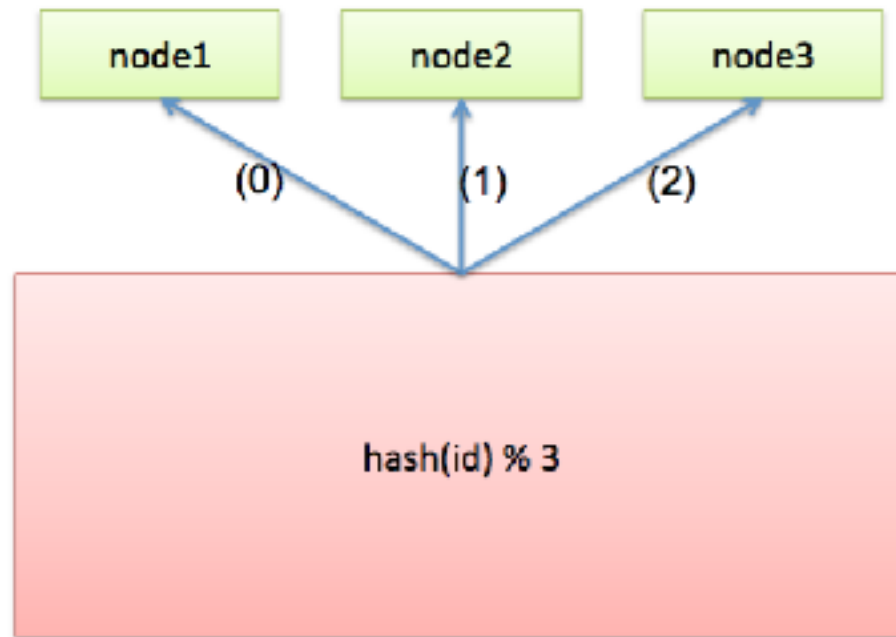 node1 node2 node3
(0) (1) (2)
hash(id) % 3